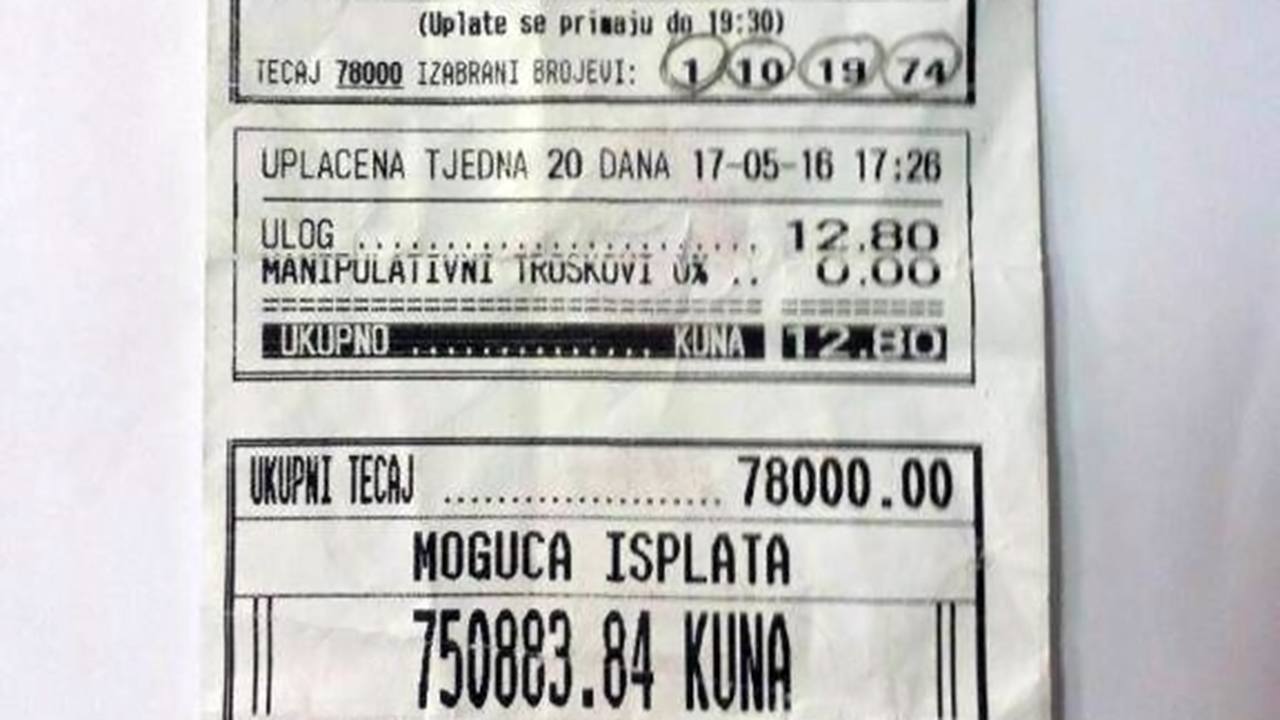 (Uplate se primaju do 19:30)
TECAJ 78000 IZABRANI BROJEVI: 1 10 19 74
UPLACENA TJEDNA 20 DANA 17-05-16 17:26
ULOG ........................ 12.80
MANIPULATIVNI TROSKOVI 0% .. 0.00
UKUPNO .............. KUNA 12.80
UKUPNI TECAJ ..................... 78000.00
MOGUCA ISPLATA
750883.84 KUNA